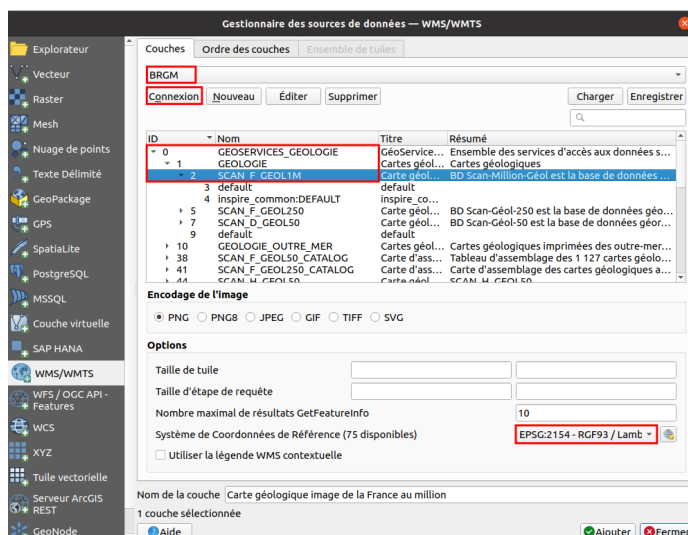 Gestionnaire des sources de données — WMS/WMTS
Explorateur
Vecteur
Raster
Mesh
Nuage de points
Texte Délimité
GeoPackage
GPS
SpatiaLite
PostgreSQL
MSSQL
Couche virtuelle
SAP HANA
WMS/WMTS
WFS / OGC API -
Features
WCS
XYZ
Tuile vectorielle
Serveur ArcGIS
REST
GeoNode
Couches Ordre des couches Ensemble de tuiles
BRGM
Connexion Nouveau Éditer Supprimer Charger Enregistrer
ID Nom Titre Résumé
0 GEOSERVICES_GEOLOGIE GéoService... Ensemble des services d'accès aux données s...
1 GEOLOGIE Cartes géol... Cartes géologiques
2 SCAN_F_GEOL1M Carte géol... BD Scan-Million-Géol est la base de données ...
3 default default
4 inspire_common:DEFAULT inspire_co...
5 SCAN_F_GEOL250 Carte géol... BD Scan-Géol-250 est la base de données géo...
7 SCAN_D_GEOL50 Carte géol... BD Scan-Géol-50 est la base de données géor...
9 default default
10 GEOLOGIE_OUTRE_MER Cartes géol... Cartes géologiques imprimées des outre-mer...
38 SCAN_F_GEOL50_CATALOG Carte d'ass... Tableau d'assemblage des 1 127 cartes géolo...
41 SCAN_F_GEOL250_CATALOG Carte d'ass... Carte d'assemblage des cartes géologiques a...
44 SCAN_H_GEOL50 Carte géol... SCAN_H_GEOL50
Encodage de l'image
PNG PNG8 JPEG GIF TIFF SVG
Options
Taille de tuile
Taille d'étape de requête
Nombre maximal de résultats GetFeatureInfo 10
Système de Coordonnées de Référence (75 disponibles) EPSG:2154 - RGF93 / Lamb
Utiliser la légende WMS contextuelle
Nom de la couche Carte géologique image de la France au million
1 couche sélectionnée
Aide Ajouter Fermer